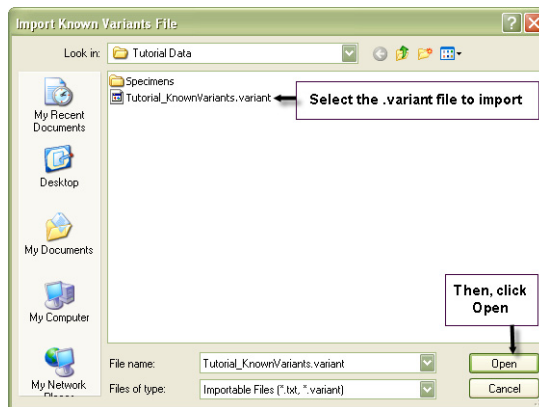 Import Known Variants File
Look in:
Tutorial Data
Specimens
Tutorial_KnownVariants.variant
Select the .variant file to import
My Recent
Documents
Desktop
My Documents
My Computer
My Network
Then, click
Open
File name:
Tutorial_KnownVariants.variant
Open
Files of type:
Importable Files (*.txt, *.variant)
Cancel